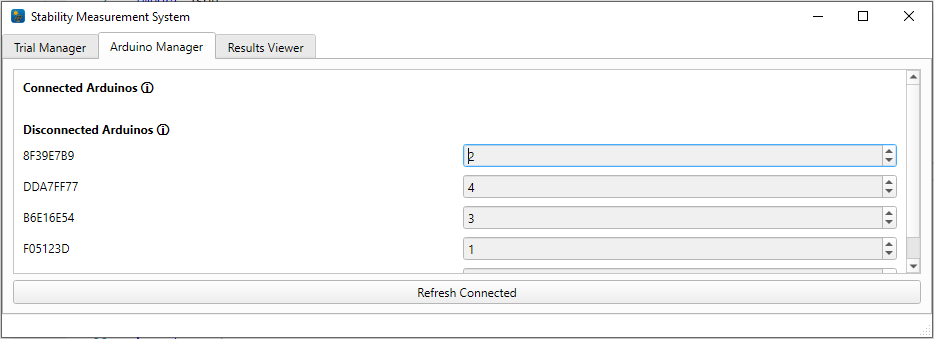 Stability Measurement System
Trial Manager Arduino Manager Results Viewer
Connected Arduinos ⓘ
Disconnected Arduinos ⓘ
8F39E7B9 2
DDA7FF77 4
B6E16E54 3
F05123D 1
Refresh Connected